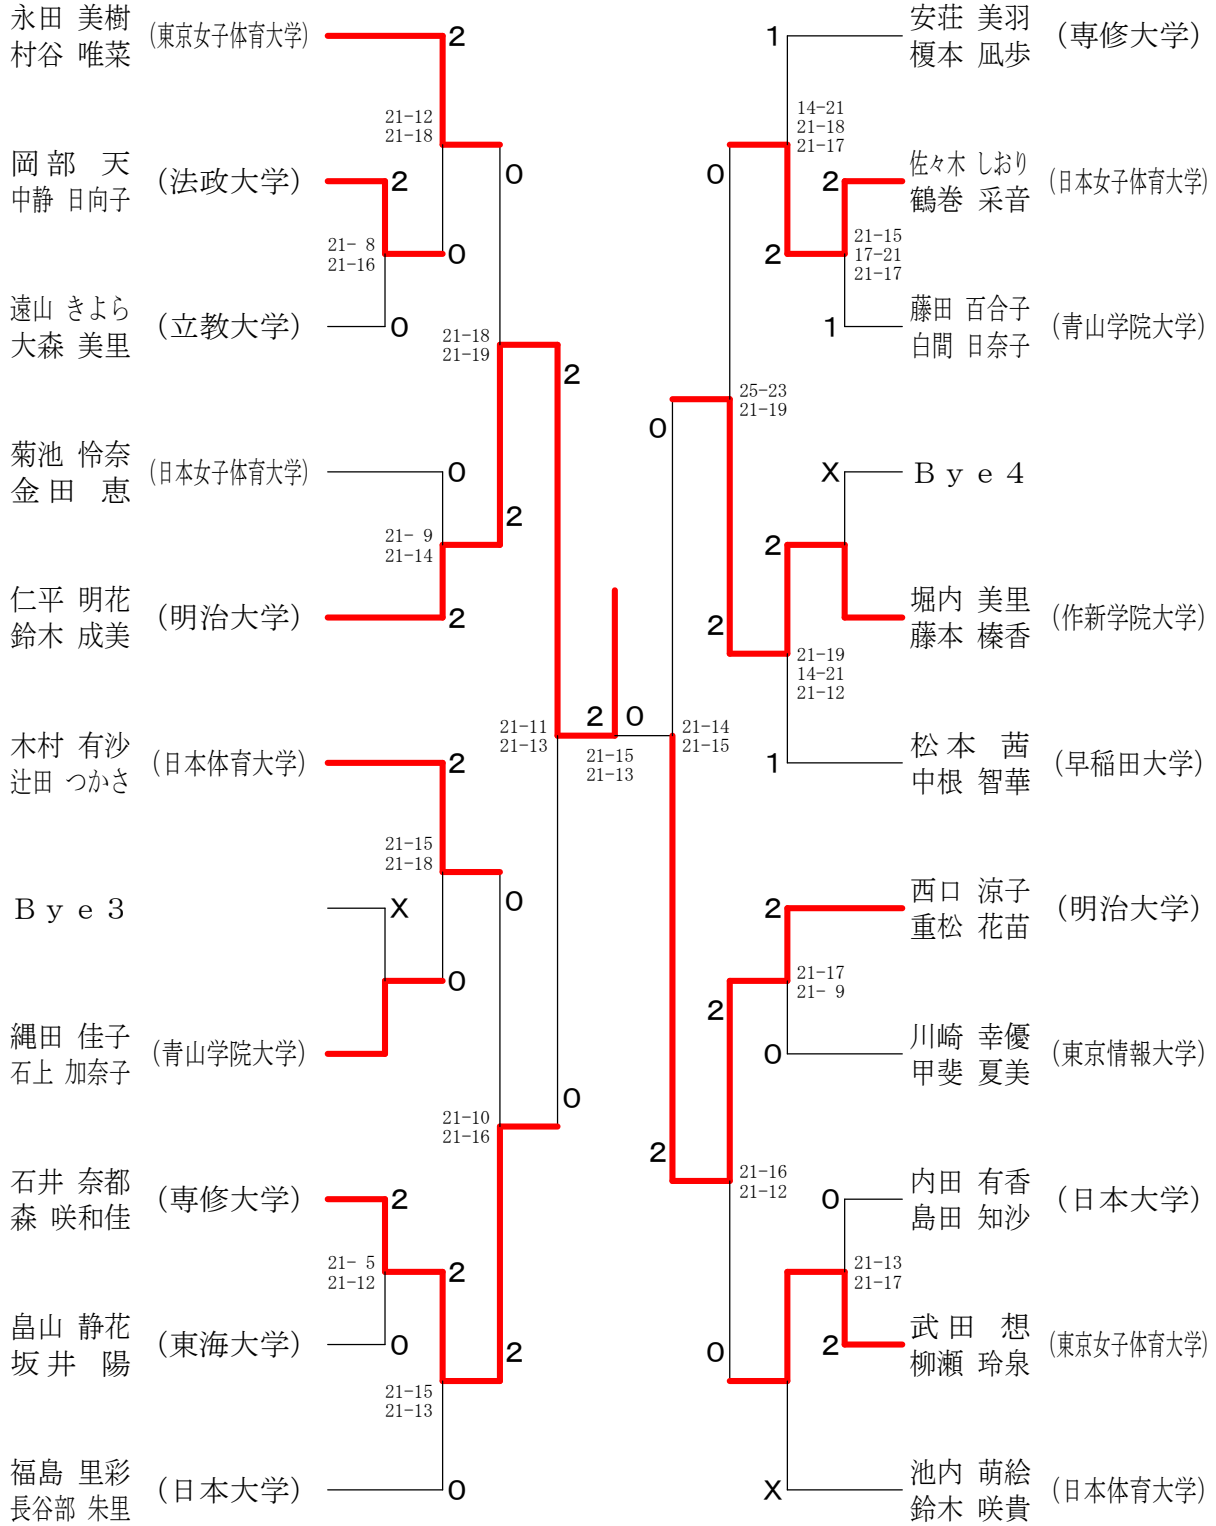 永田 美樹
村谷 唯菜
(東京女子体育大学)
2
21-12
21-18
岡部 天
中静 日向子
(法政大学)
2
0
21- 8
21-16
0
遠山 きよら
大森 美里
(立教大学)
0
21-18
21-19
2
菊池 怜奈
金田 恵
(日本女子体育大学)
0
2
21- 9
21-14
仁平 明花
鈴木 成美
(明治大学)
2
木村 有沙
辻田 つかさ
(日本体育大学)
2
21-11
21-13
21-15
21-18
Bye3
X
0
0
縄田 佳子
石上 加奈子
(青山学院大学)
0
21-10
21-16
石井 奈都
森 咲和佳
(専修大学)
2
21- 5
21-12
2
畠山 静花
坂井 陽
(東海大学)
0
2
21-15
21-13
福島 里彩
長谷部 朱里
(日本大学)
0
2 0
21-15
21-13
1
安荘 美羽
榎本 凪歩
(専修大学)
14-21
21-18
21-17
0
2
佐々木 しおり
鶴巻 采音
(日本女子体育大学)
2
21-15
17-21
21-17
1
藤田 百合子
白間 日奈子
(青山学院大学)
25-23
21-19
0
X
Bye4
2
堀内 美里
藤本 榛香
(作新学院大学)
2
21-19
14-21
21-12
21-14
21-15
1
松本 茜
中根 智華
(早稲田大学)
2
西口 涼子
重松 花苗
(明治大学)
21-17
21- 9
2
0
川崎 幸優
甲斐 夏美
(東京情報大学)
2
21-16
21-12
0
内田 有香
島田 知沙
(日本大学)
21-13
21-17
0
2
武田 想
柳瀬 玲泉
(東京女子体育大学)
X
池内 萌絵
鈴木 咲貴
(日本体育大学)